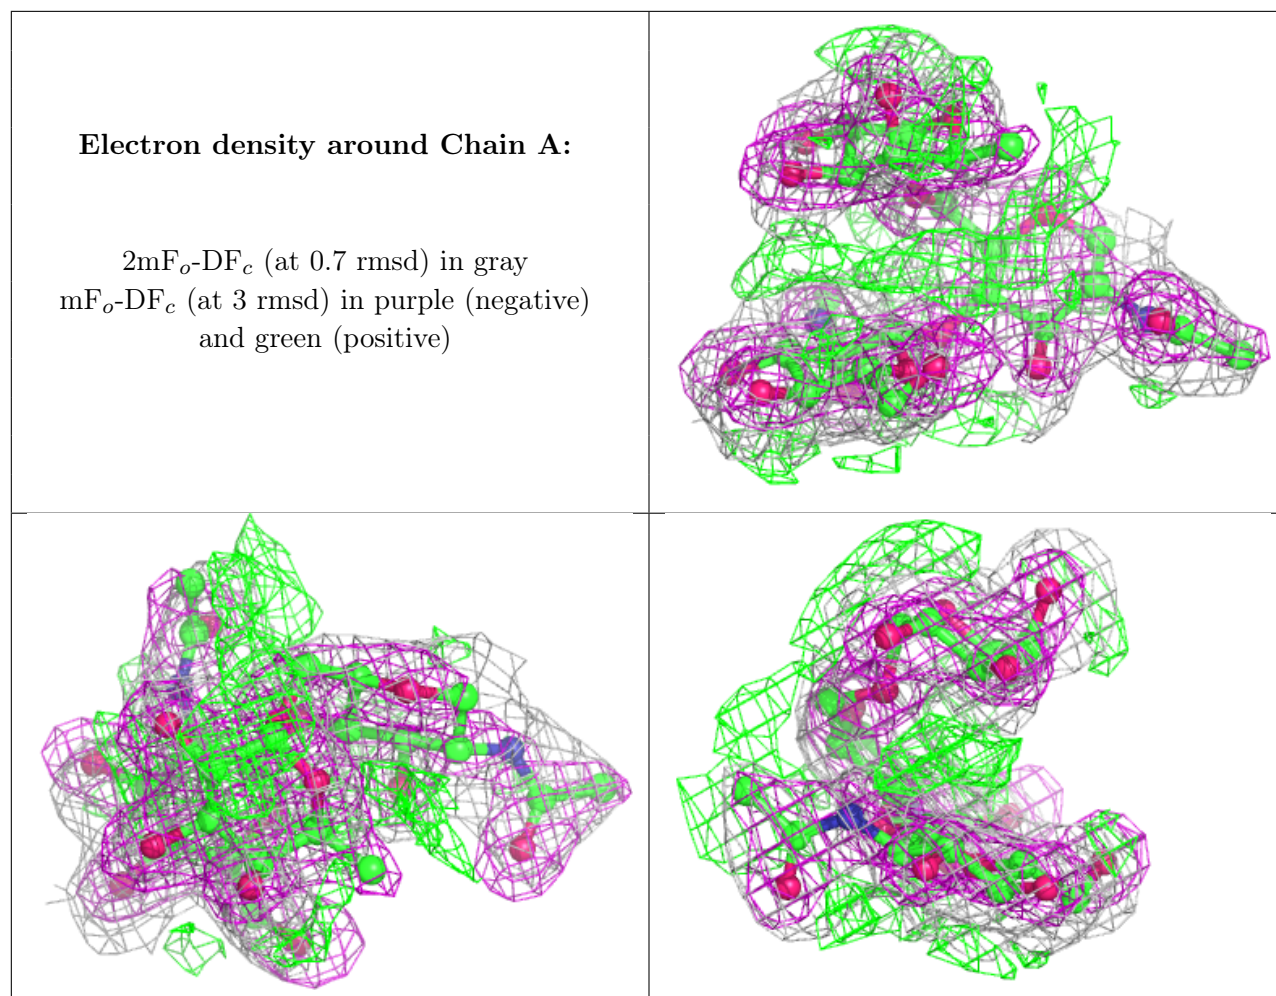 Electron density around Chain A:
2mFₒ-DF𝒸 (at 0.7 rmsd) in gray
mFₒ-DF𝒸 (at 3 rmsd) in purple (negative)
and green (positive)